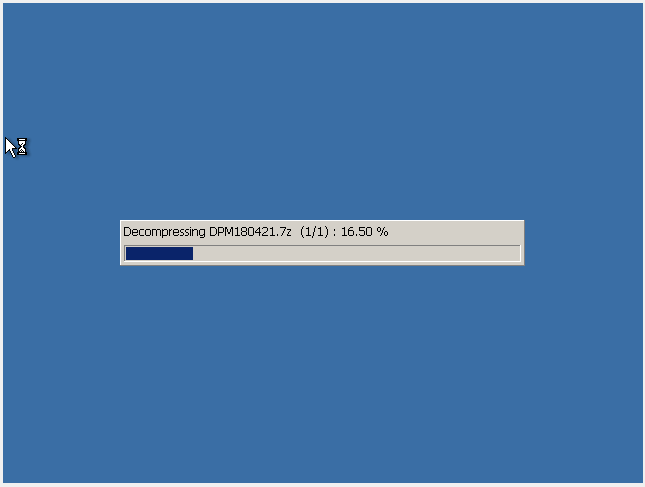 Decompressing DPM180421.7z  (1/1) : 16.50 %